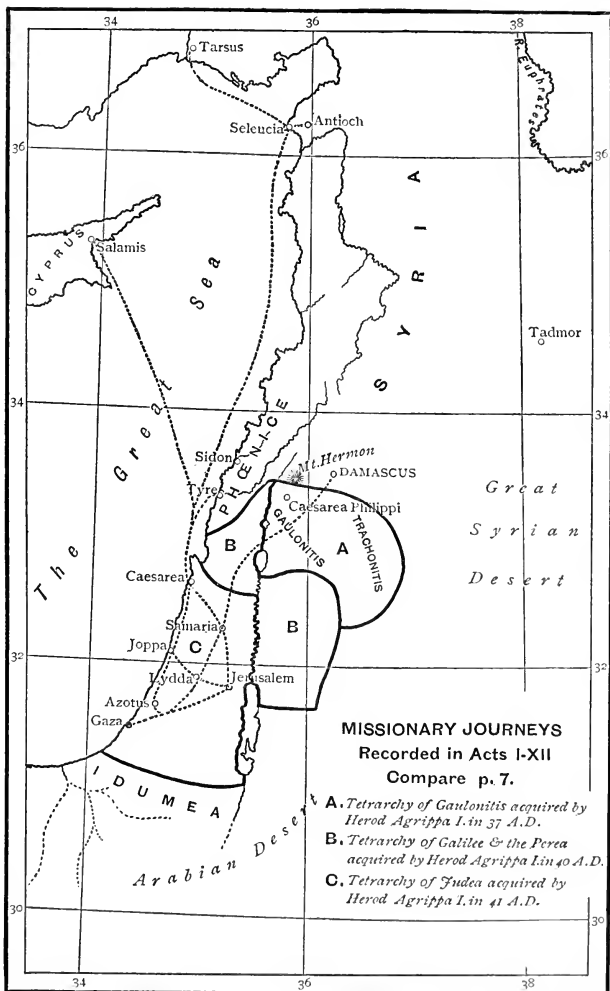 34
36
38
Tarsus
R. Euphrates
Seleucia
Antioch
36
36
CYPRUS
Salamis
SYRIA
The Great Sea
Tadmor
34
34
PHŒNICE
Sidon
Mt. Hermon
DAMASCUS
Tyre
Caesarea Philippi
Great
Syrian
Desert
GAULONITIS
TRACHONITIS
B
A
Caesarea
B
Samaria
Joppa
C
32
32
Lydda?
Jerusalem
Azotus
Gaza
IDUMEA
Arabian Desert
MISSIONARY JOURNEYS
Recorded in Acts I-XII
Compare p. 7.
A. Tetrarchy of Gaulonitis acquired by
Herod Agrippa I. in 37 A.D.
B. Tetrarchy of Galilee & the Perea
acquired by Herod Agrippa I. in 40 A.D.
C. Tetrarchy of Judea acquired by
Herod Agrippa I. in 41 A.D.
30
30
34
36
38